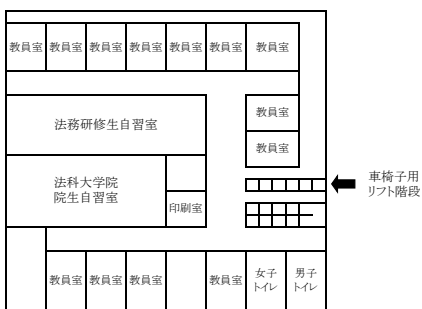 教員室 教員室 教員室 教員室 教員室 教員室 教員室
教員室
法務研修生自習室
教員室
法科大学院
院生自習室
車椅子用
リフト階段
印刷室
教員室 教員室 教員室 教員室
女子
トイレ
男子
トイレ